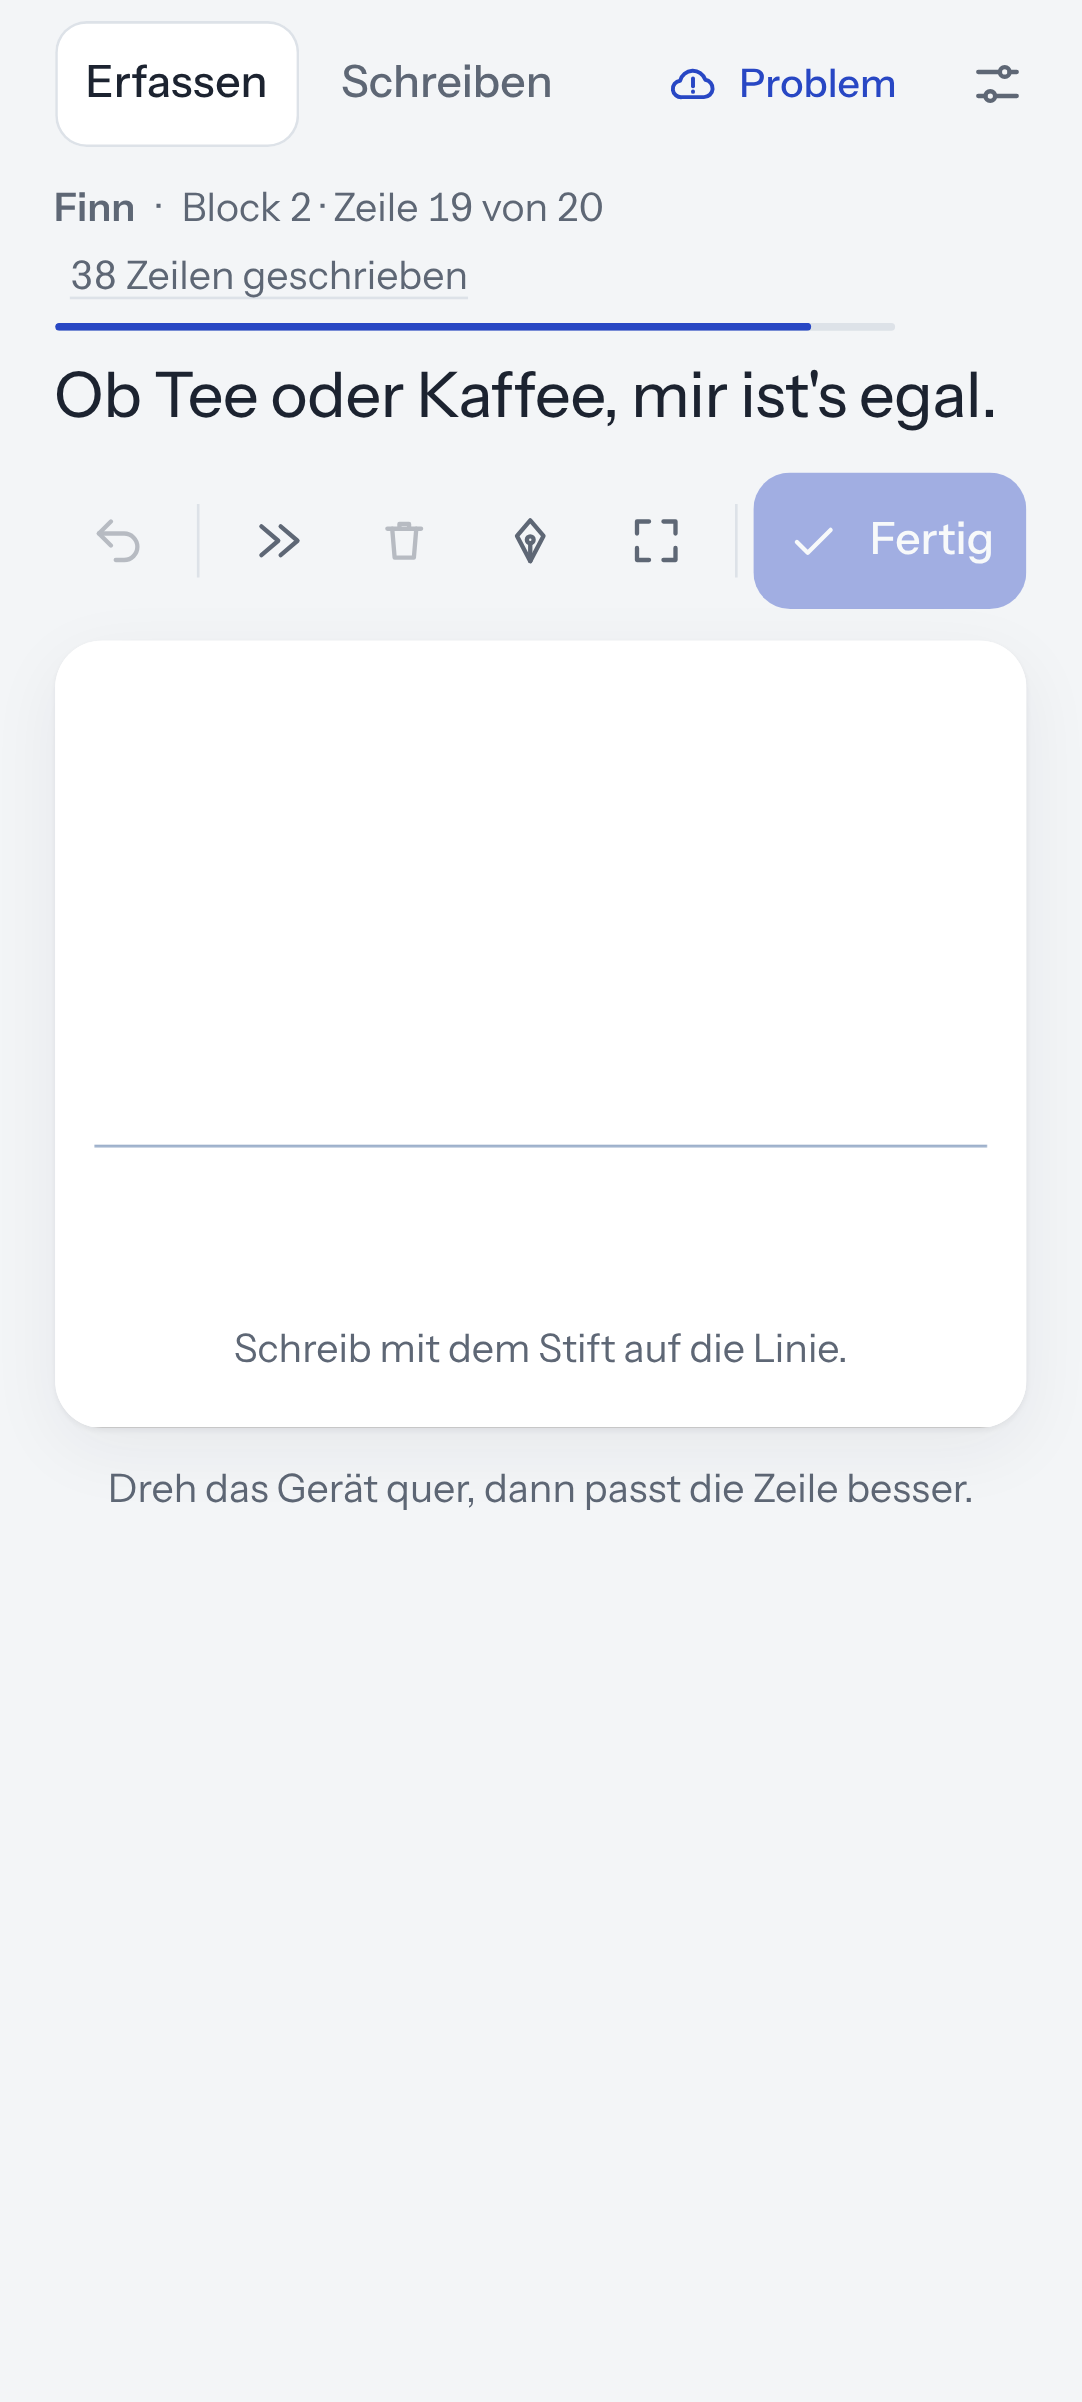 Erfassen Schreiben Problem
Finn · Block 2 · Zeile 19 von 20
38 Zeilen geschrieben
Ob Tee oder Kaffee, mir ist's egal.
Fertig
Schreib mit dem Stift auf die Linie.
Dreh das Gerät quer, dann passt die Zeile besser.